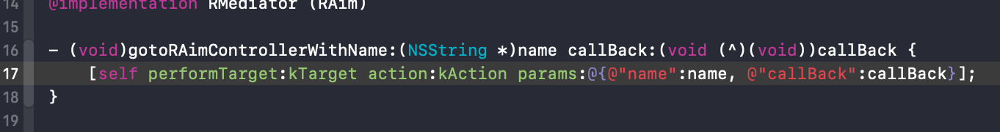 14 @implementation RMediator (RAim)
15
16 - (void)gotoRAimControllerWithName:(NSString *)name callBack:(void (^)(void))callBack {
17     [self performTarget:kTarget action:kAction params:@{@"name":name, @"callBack":callBack}];
18 }
19